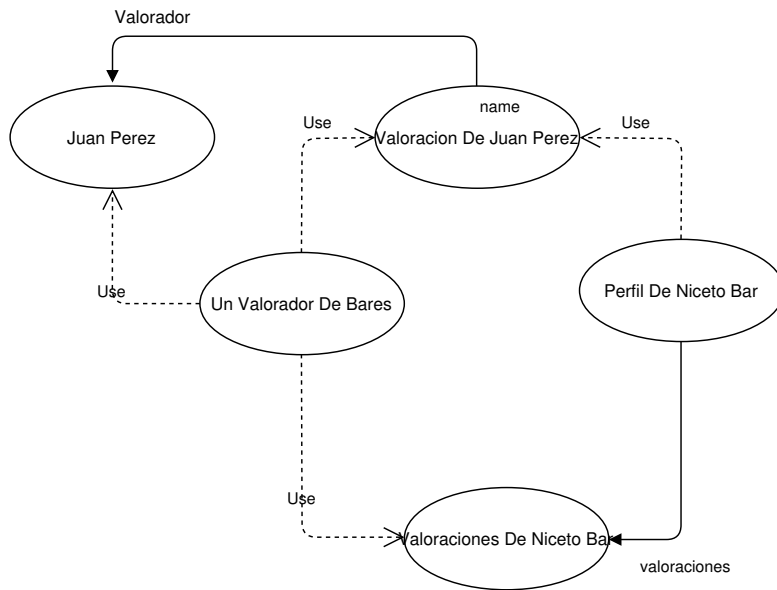 Valorador
name
Juan Perez
Use
Valoracion De Juan Perez
Use
Use
Un Valorador De Bares
Perfil De Niceto Bar
Use
Valoraciones De Niceto Bar
valoraciones